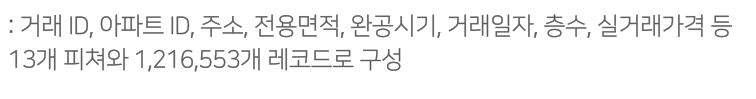 : 거래 ID, 아파트 ID, 주소, 전용면적, 완공시기, 거래일자, 층수, 실거래가격 등
13개 피쳐와 1,216,553개 레코드로 구성